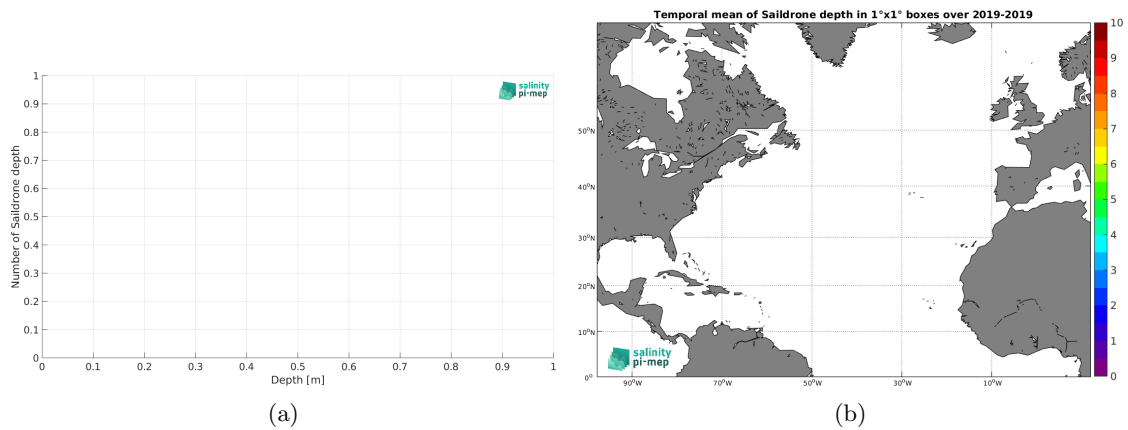 Temporal mean of Saildrone depth in 1°x1° boxes over 2019-2019
salinity
pi-mep
Number of Saildrone depth
1
0.9
0.8
0.7
0.6
0.5
0.4
0.3
0.2
0.1
0
0 0.1 0.2 0.3 0.4 0.5 0.6 0.7 0.8 0.9 1
Depth [m]
(a)
50°N
40°N
30°N
20°N
10°N
0°
90°W 70°W 50°W 30°W 10°W
salinity
pi-mep
10
9
8
7
6
5
4
3
2
1
0
(b)